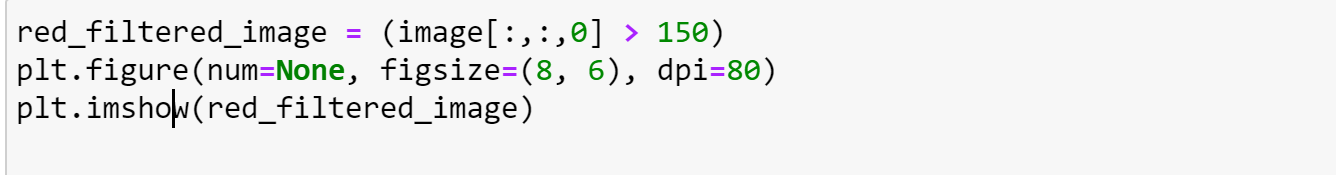 red_filtered_image = (image[:,:,0] > 150)
plt.figure(num=None, figsize=(8, 6), dpi=80)
plt.imshow(red_filtered_image)